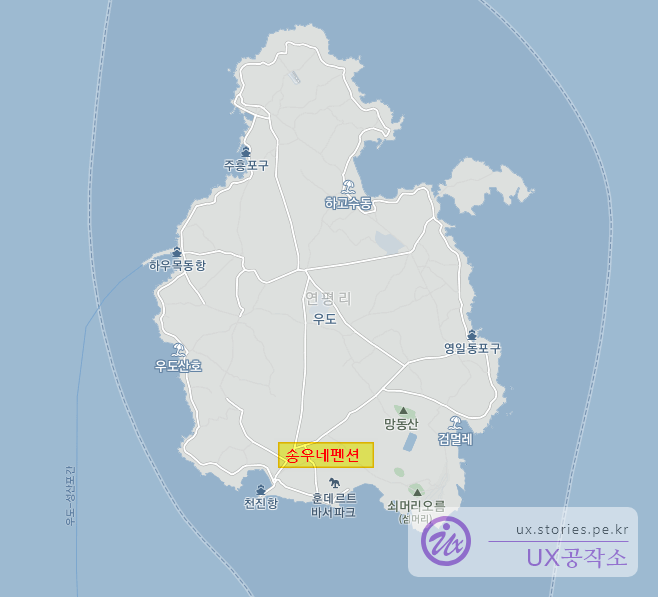 주흥포구
하고수동
하우목동항
연평리
우도
영일동포구
우도산호
망동산
검멀레
송우네펜션
우도-성산포간
천진항
훈데르트
바서파크
쇠머리오름
(섬머리)
ux.stories.pe.kr
Ux
UX공작소